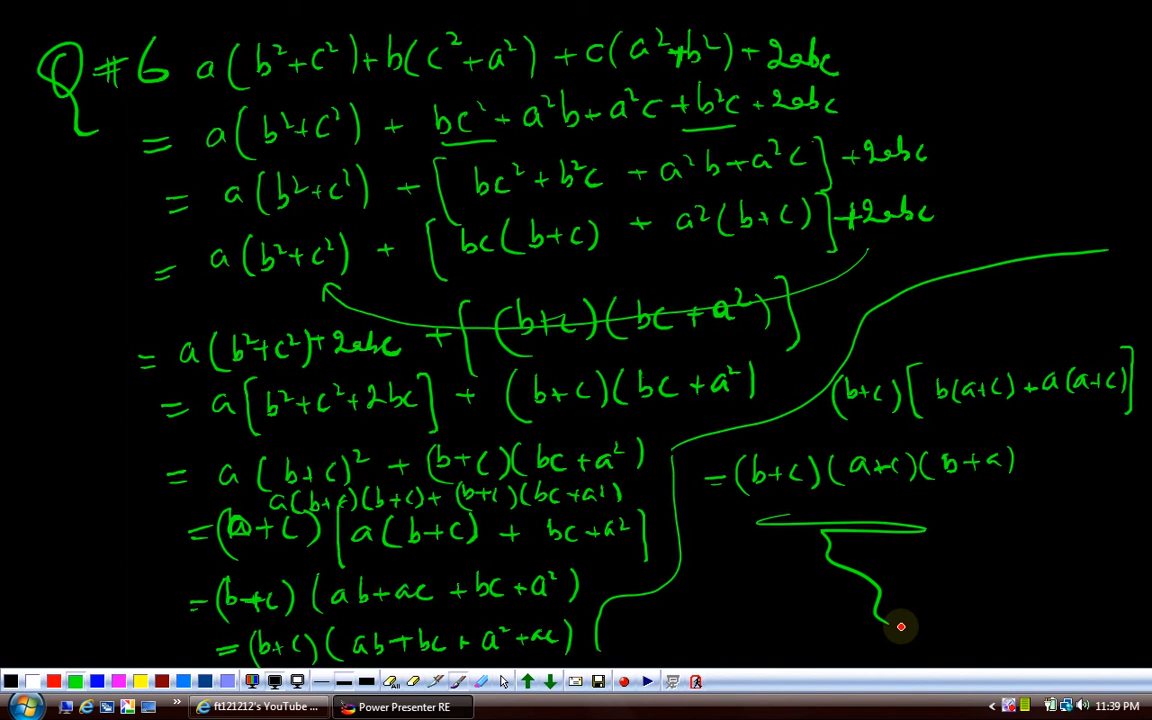 Q # 6 a(b²+c²)+b(c²+a²)+c(a²+b²)+2abc
= a(b²+c²) + bc²+a²b+a²c+b²c+2abc
= a(b²+c²) + [bc²+b²c+a²b+a²c]+2abc
= a(b²+c²) + [bc(b+c) + a²(b+c)]+2abc
= a(b²+c²)+2abc + [(b+c)(bc+a²)]
= a[b²+c²+2bc] + (b+c)(bc+a²)
= a(b+c)² + (b+c)(bc+a²)
a(b+c)(b+c)+(b+c)(bc+a²)
=(b+c)[a(b+c) + bc+a²]
=(b+c)(ab+ac+bc+a²)
=(b+c)(ab+bc+a²+ac)
(b+c)[b(a+c)+a(a+c)]
=(b+c)(a+c)(b+a)
All
ft121212's YouTube ...
Power Presenter RE
11:39 PM